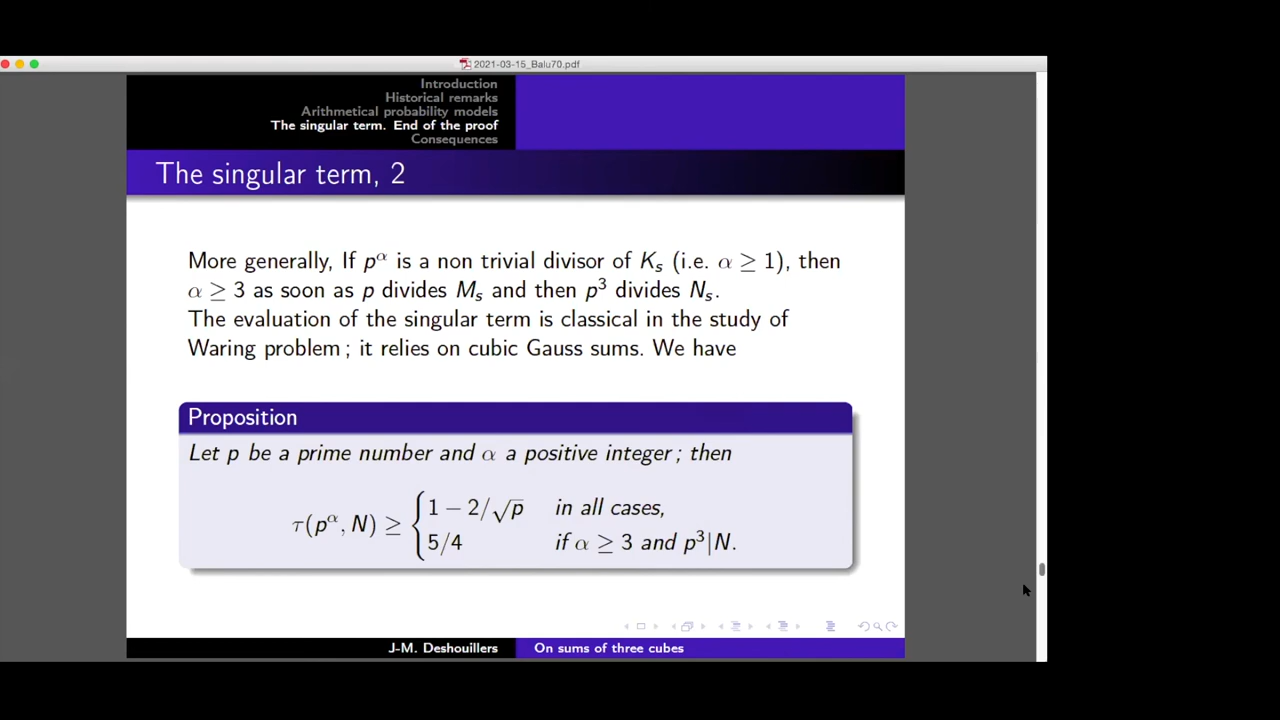 2021-03-15_Balu70.pdf
Introduction
Historical remarks
Arithmetical probability models
The singular term. End of the proof
Consequences
The singular term, 2
More generally, If p^α is a non trivial divisor of K_s (i.e. α ≥ 1), then
α ≥ 3 as soon as p divides M_s and then p³ divides N_s.
The evaluation of the singular term is classical in the study of
Waring problem ; it relies on cubic Gauss sums. We have
Proposition
Let p be a prime number and α a positive integer ; then
τ(p^α, N) ≥ { 1 − 2/√p in all cases,
5/4 if α ≥ 3 and p³|N.
J-M. Deshouillers On sums of three cubes